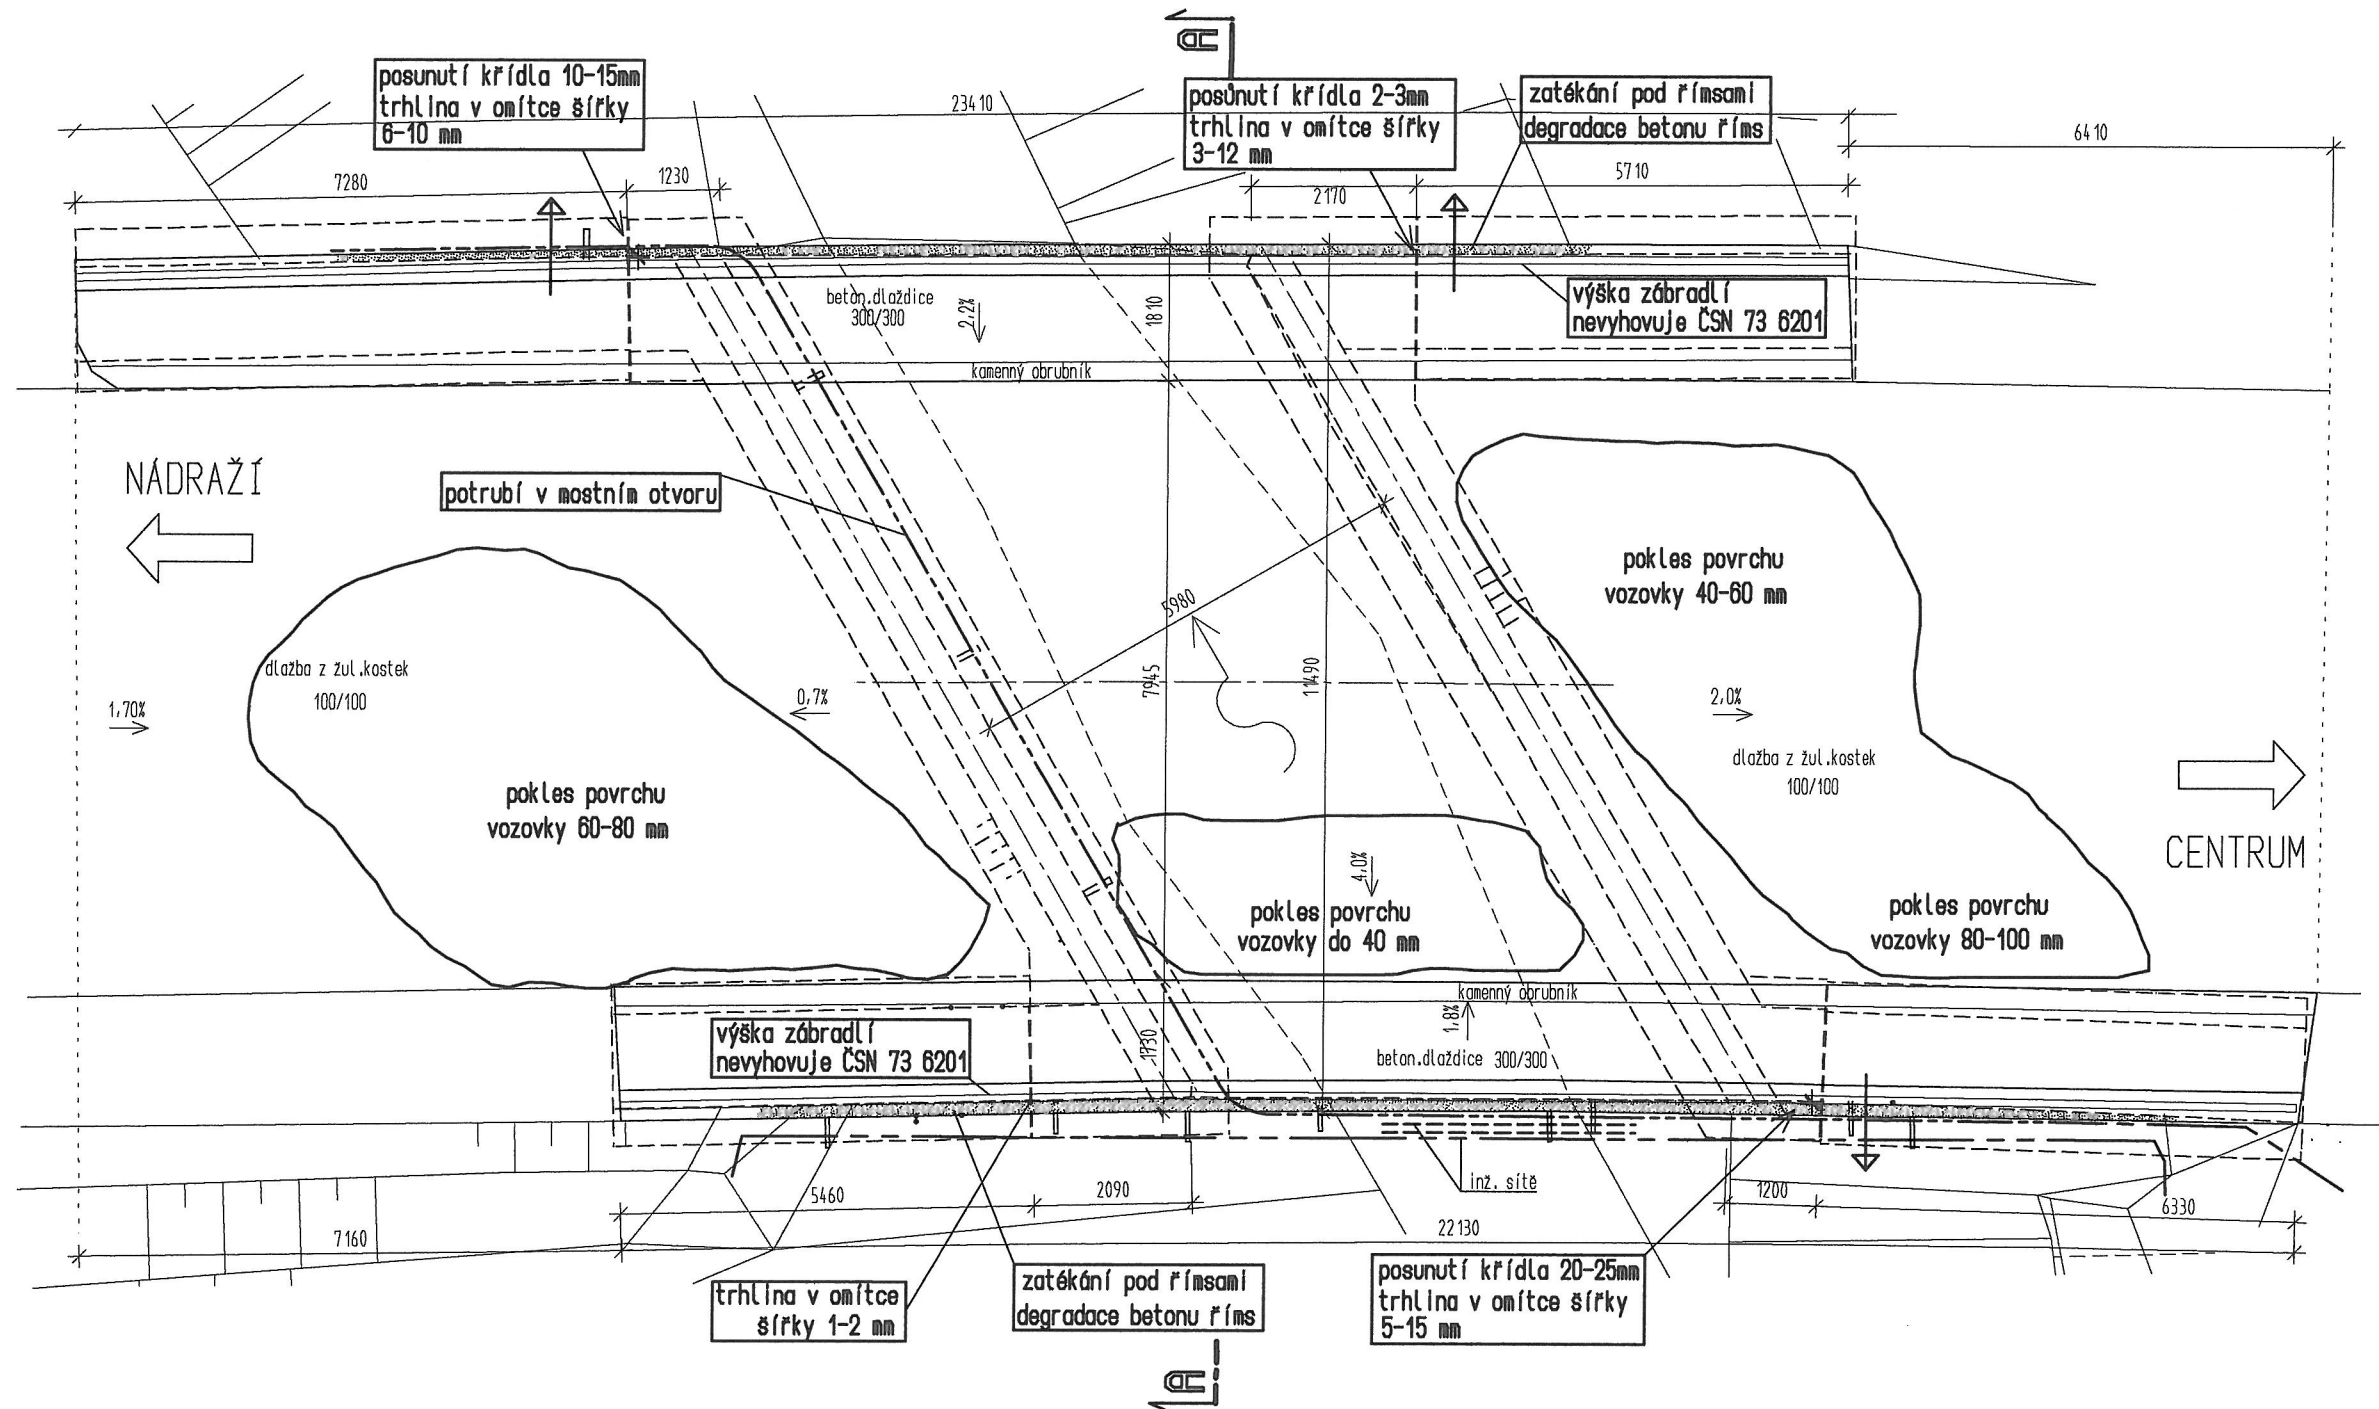 A
posunutí křídla 10-15mm
trhlina v omítce šířky
6-10 mm
23410
posunutí křídla 2-3mm
trhlina v omítce šířky
3-12 mm
zatékání pod římsami
degradace betonu říms
6410
7280
1230
2170
5710
beton.dlaždice
300/300
2,2%
1810
výška zábradlí
nevyhovuje ČSN 73 6201
kamenný obrubník
NÁDRAŽÍ
potrubí v mostním otvoru
pokles povrchu
vozovky 40-60 mm
5980
dlažba z žul.kostek
100/100
7945
11490
1,70%
0,7%
2,0%
dlažba z žul.kostek
100/100
pokles povrchu
vozovky 60-80 mm
CENTRUM
4,0%
pokles povrchu
vozovky do 40 mm
pokles povrchu
vozovky 80-100 mm
kamenný obrubník
1,8%
výška zábradlí
nevyhovuje ČSN 73 6201
1730
beton.dlaždice 300/300
inž. sítě
5460
2090
1200
6330
7160
22130
trhlina v omítce
šířky 1-2 mm
zatékání pod římsami
degradace betonu říms
posunutí křídla 20-25mm
trhlina v omítce šířky
5-15 mm
A